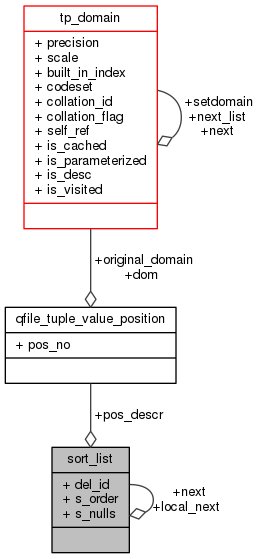 tp_domain
+ precision
+ scale
+ built_in_index
+ codeset
+ collation_id
+ collation_flag
+ self_ref
+ is_cached
+ is_parameterized
+ is_desc
+ is_visited
+setdomain
+next_list
+next
+original_domain
+dom
qfile_tuple_value_position
+ pos_no
+pos_descr
sort_list
+ del_id
+ s_order
+ s_nulls
+next
+local_next